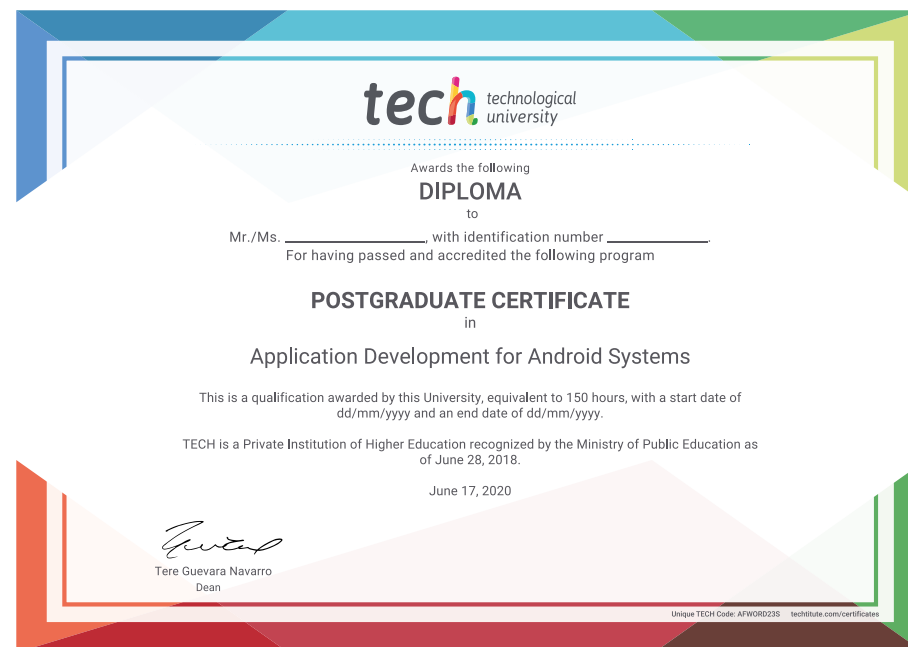 tech technological
university
Awards the following
DIPLOMA
to
Mr./Ms. ____________________, with identification number _______________.
For having passed and accredited the following program
POSTGRADUATE CERTIFICATE
in
Application Development for Android Systems
This is a qualification awarded by this University, equivalent to 150 hours, with a start date of
dd/mm/yyyy and an end date of dd/mm/yyyy.
TECH is a Private Institution of Higher Education recognized by the Ministry of Public Education as
of June 28, 2018.
June 17, 2020
Tere Guevara Navarro
Dean
Unique TECH Code: AFWORD23S techtitute.com/certificates